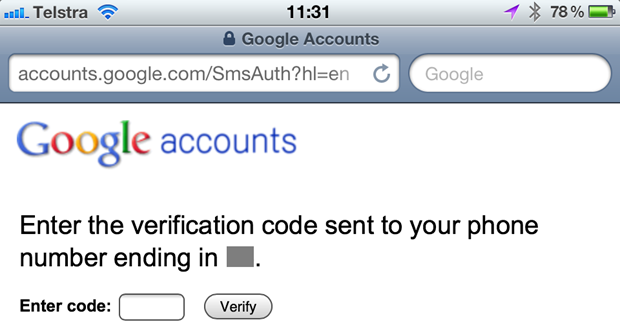 Telstra 11:31 78%
Google Accounts
accounts.google.com/SmsAuth?hl=en Google
Google accounts
Enter the verification code sent to your phone
number ending in .
Enter code: Verify